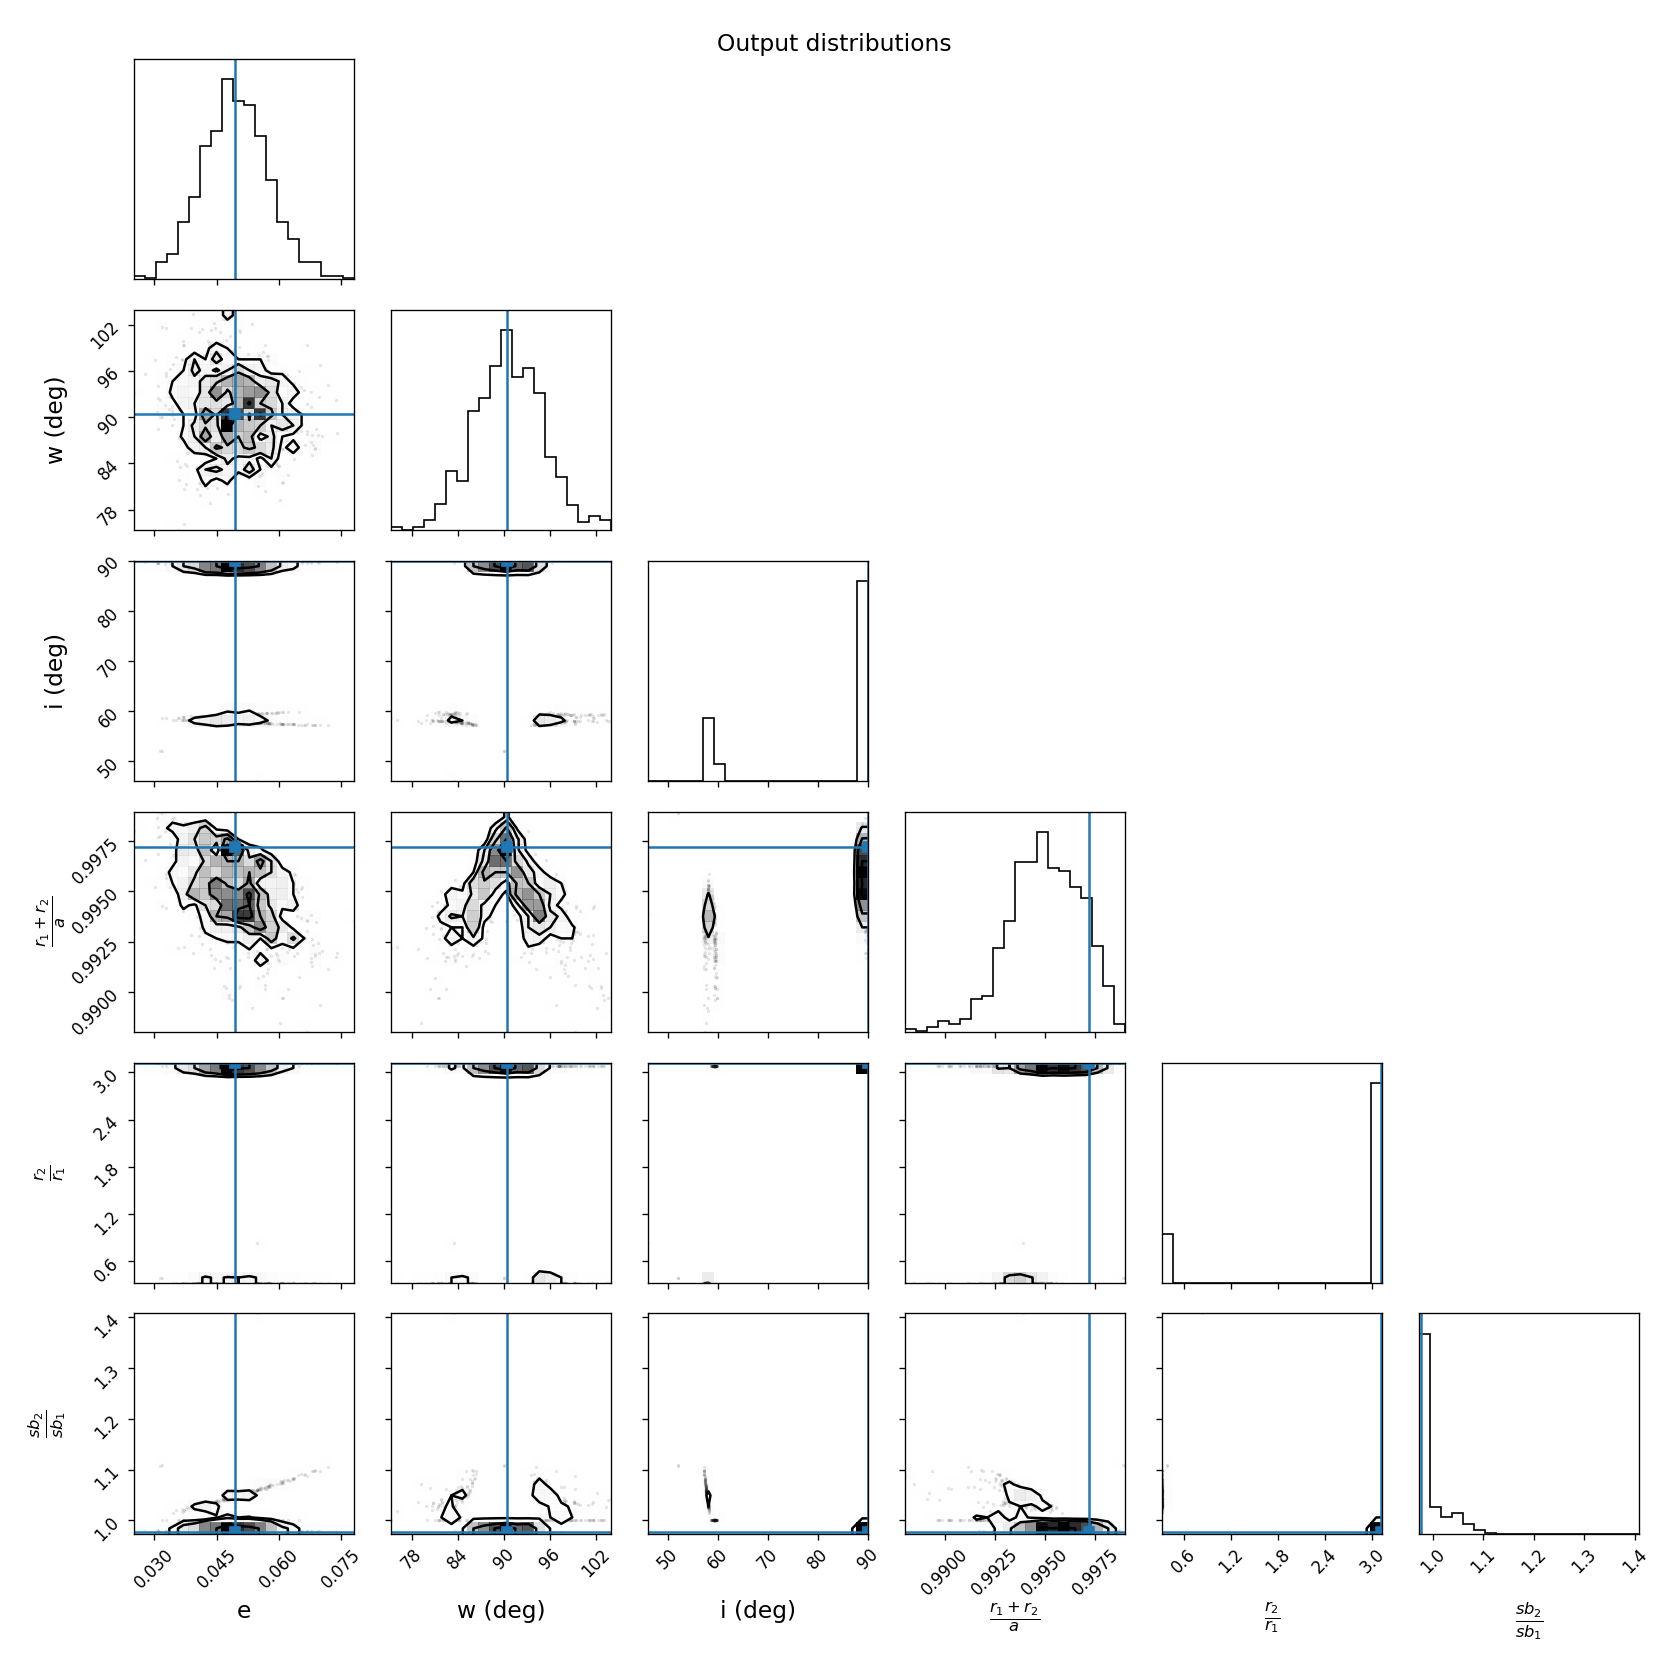 Output distributions
w (deg)
102
96
90
84
78
i (deg)
90
80
70
60
50
r₁ + r₂
a
0.9975
0.9950
0.9925
0.9900
r₂
r₁
3.0
2.4
1.8
1.2
0.6
sb₂
sb₁
1.4
1.3
1.2
1.1
1.0
0.030 0.045 0.060 0.075
78 84 90 96 102
50 60 70 80 90
0.9900 0.9925 0.9950 0.9975
0.6 1.2 1.8 2.4 3.0
1.0 1.1 1.2 1.3 1.4
e
w (deg)
i (deg)
r₁ + r₂
a
r₂
r₁
sb₂
sb₁